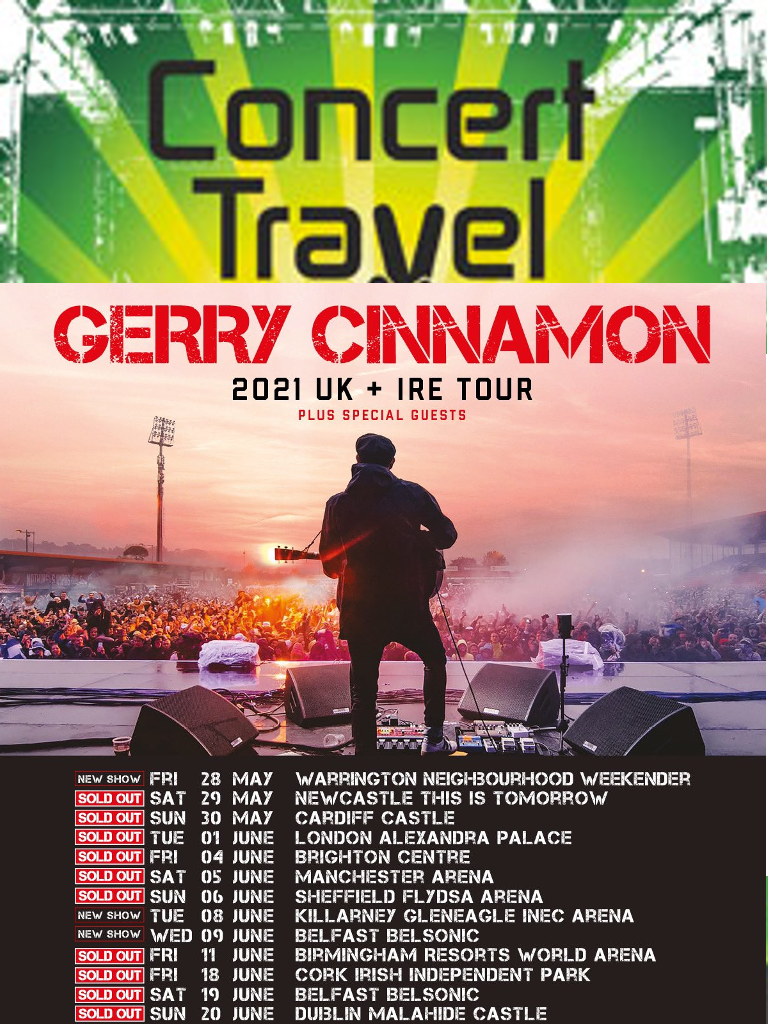 Concert
Travel
GERRY CINNAMON
2021 UK + IRE TOUR
PLUS SPECIAL GUESTS
NEW SHOW FRI 28 MAY WARRINGTON NEIGHBOURHOOD WEEKENDER
SOLD OUT SAT 29 MAY NEWCASTLE THIS IS TOMORROW
SOLD OUT SUN 30 MAY CARDIFF CASTLE
SOLD OUT TUE 01 JUNE LONDON ALEXANDRA PALACE
SOLD OUT FRI 04 JUNE BRIGHTON CENTRE
SOLD OUT SAT 05 JUNE MANCHESTER ARENA
SOLD OUT SUN 06 JUNE SHEFFIELD FLYDSA ARENA
NEW SHOW TUE 08 JUNE KILLARNEY GLENEAGLE INEC ARENA
NEW SHOW WED 09 JUNE BELFAST BELSONIC
SOLD OUT FRI 11 JUNE BIRMINGHAM RESORTS WORLD ARENA
SOLD OUT FRI 18 JUNE CORK IRISH INDEPENDENT PARK
SOLD OUT SAT 19 JUNE BELFAST BELSONIC
SOLD OUT SUN 20 JUNE DUBLIN MALAHIDE CASTLE